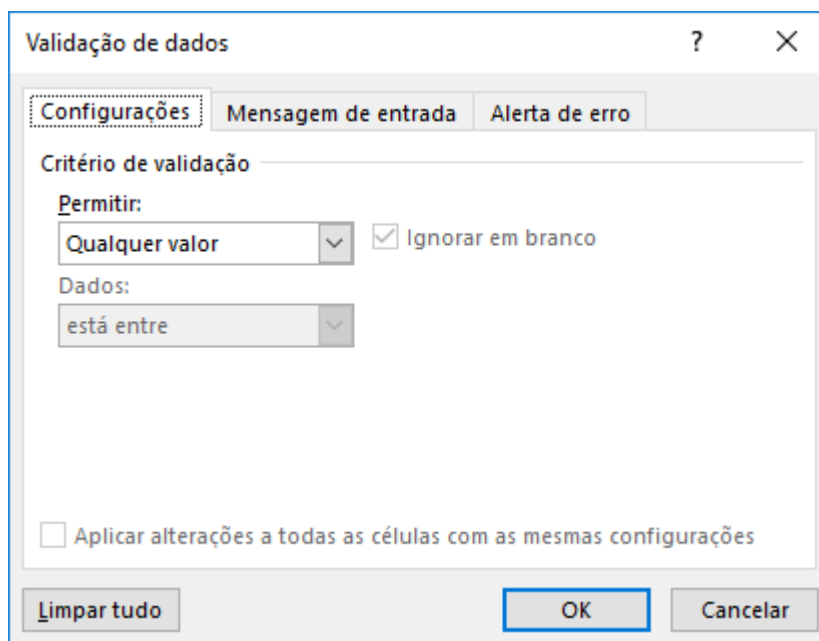 Validação de dados ?
Configurações Mensagem de entrada Alerta de erro
Critério de validação
Permitir:
Qualquer valor Ignorar em branco
Dados:
está entre
Aplicar alterações a todas as células com as mesmas configurações
Limpar tudo OK Cancelar